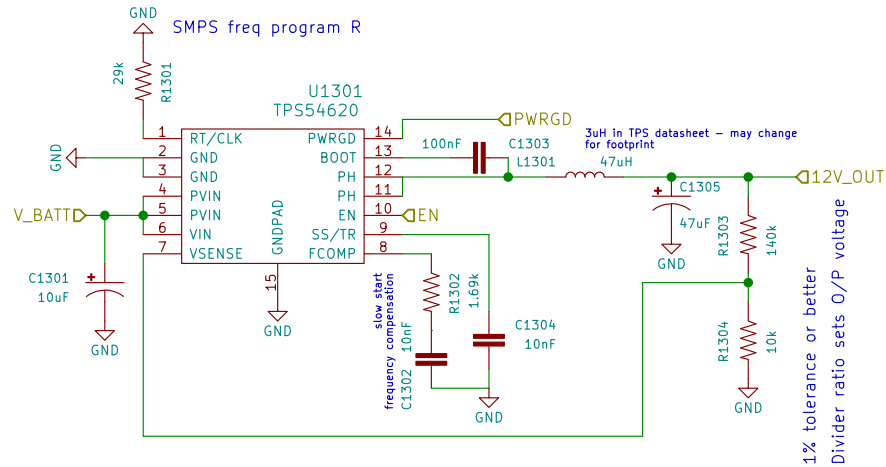 GND
SMPS freq program R
29k
R1301
U1301
TPS54620
1 RT/CLK
2 GND
3 GND
4 PVIN
5 PVIN
6 VIN
7 VSENSE
GNDPAD
15
PWRGD 14
BOOT 13
PH 12
PH 11
EN 10
SS/TR 9
FCOMP 8
GND
V_BATT
C1301
10uF
GND
GND
PWRGD
100nF
C1303
3uH in TPS datasheet – may change
for footprint
L1301
47uH
EN
C1305
47uF
GND
12V_OUT
R1303
140k
R1304
10k
GND
slow start
frequency compensation
R1302
1.69k
C1302
10nF
C1304
10nF
GND
1% tolerance or better
Divider ratio sets O/P voltage